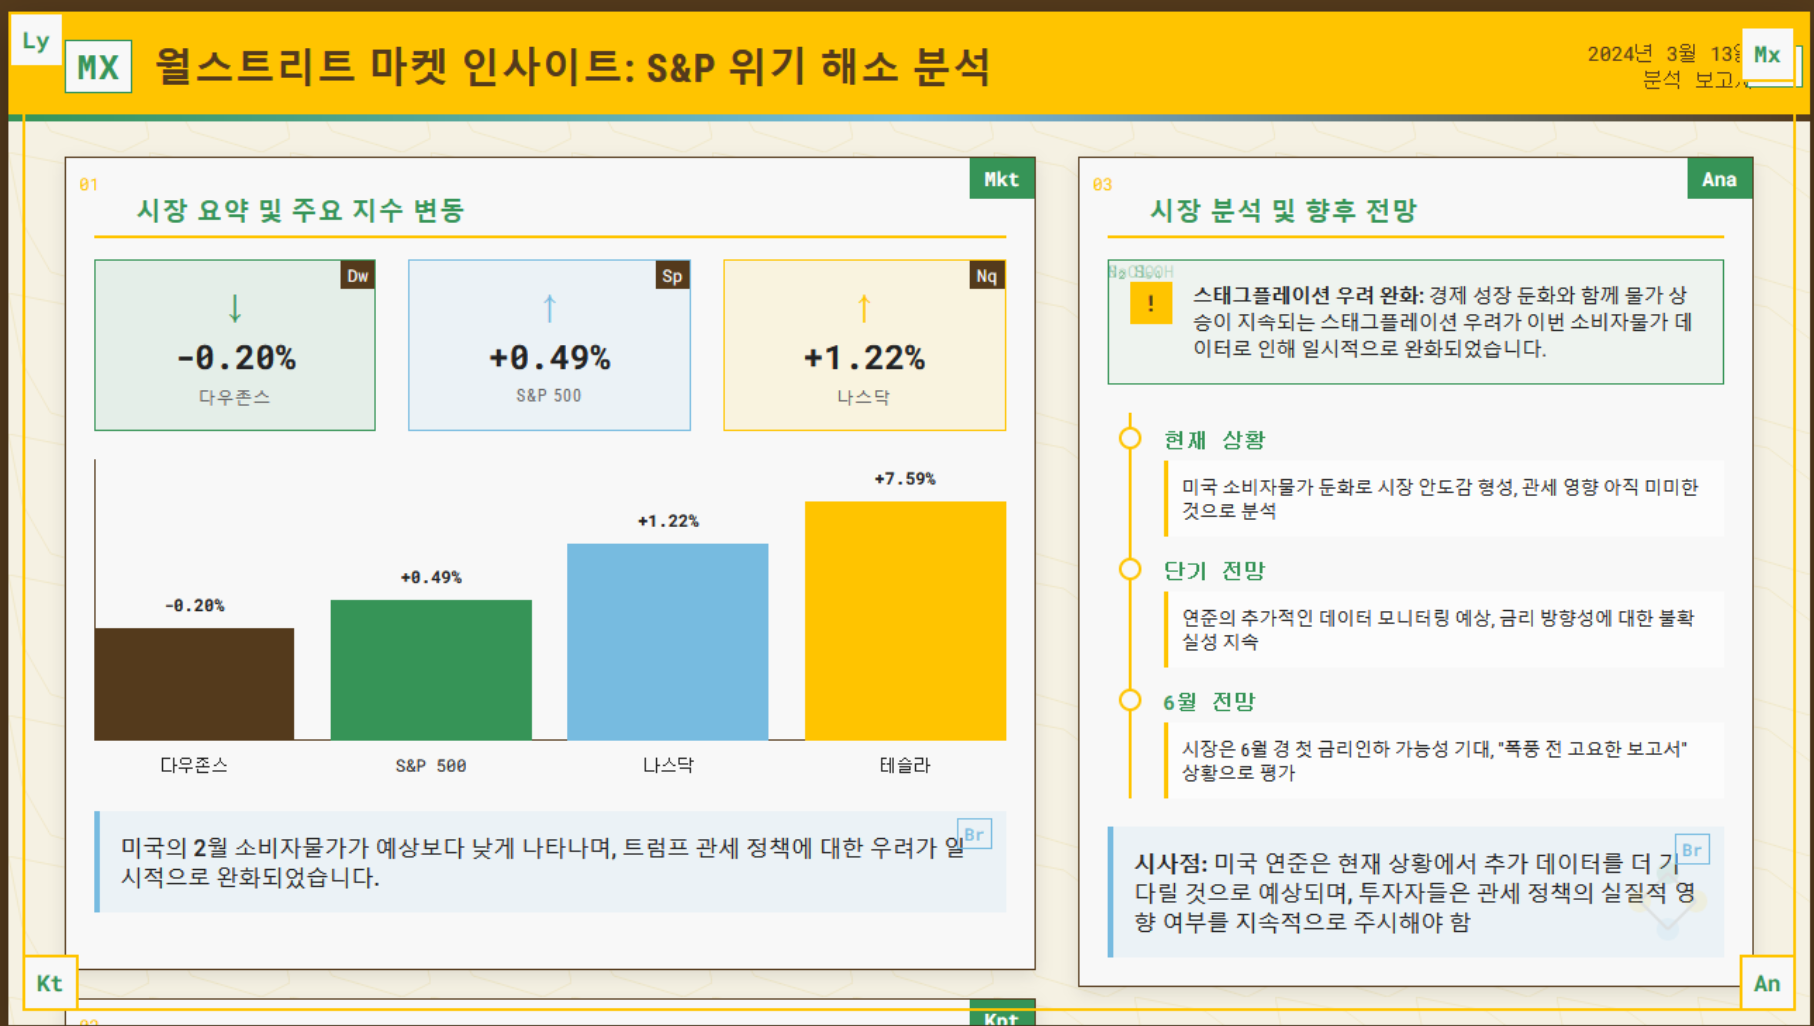 Ly
MX
월스트리트 마켓 인사이트: S&P 위기 해소 분석
2024년 3월 13
분석 보고
Mx
01
Mkt
시장 요약 및 주요 지수 변동
Dw
↓
-0.20%
다우존스
Sp
↑
+0.49%
S&P 500
Nq
↑
+1.22%
나스닥
-0.20%
+0.49%
+1.22%
+7.59%
다우존스
S&P 500
나스닥
테슬라
Br
미국의 2월 소비자물가가 예상보다 낮게 나타나며, 트럼프 관세 정책에 대한 우려가 일
시적으로 완화되었습니다.
03
Ana
시장 분석 및 향후 전망
!
스태그플레이션 우려 완화: 경제 성장 둔화와 함께 물가 상
승이 지속되는 스태그플레이션 우려가 이번 소비자물가 데
이터로 인해 일시적으로 완화되었습니다.
현재 상황
미국 소비자물가 둔화로 시장 안도감 형성, 관세 영향 아직 미미한
것으로 분석
단기 전망
연준의 추가적인 데이터 모니터링 예상, 금리 방향성에 대한 불확
실성 지속
6월 전망
시장은 6월 경 첫 금리인하 가능성 기대, "폭풍 전 고요한 보고서"
상황으로 평가
Br
시사점: 미국 연준은 현재 상황에서 추가 데이터를 더 기
다릴 것으로 예상되며, 투자자들은 관세 정책의 실질적 영
향 여부를 지속적으로 주시해야 함
Kt
An
02
Kpt